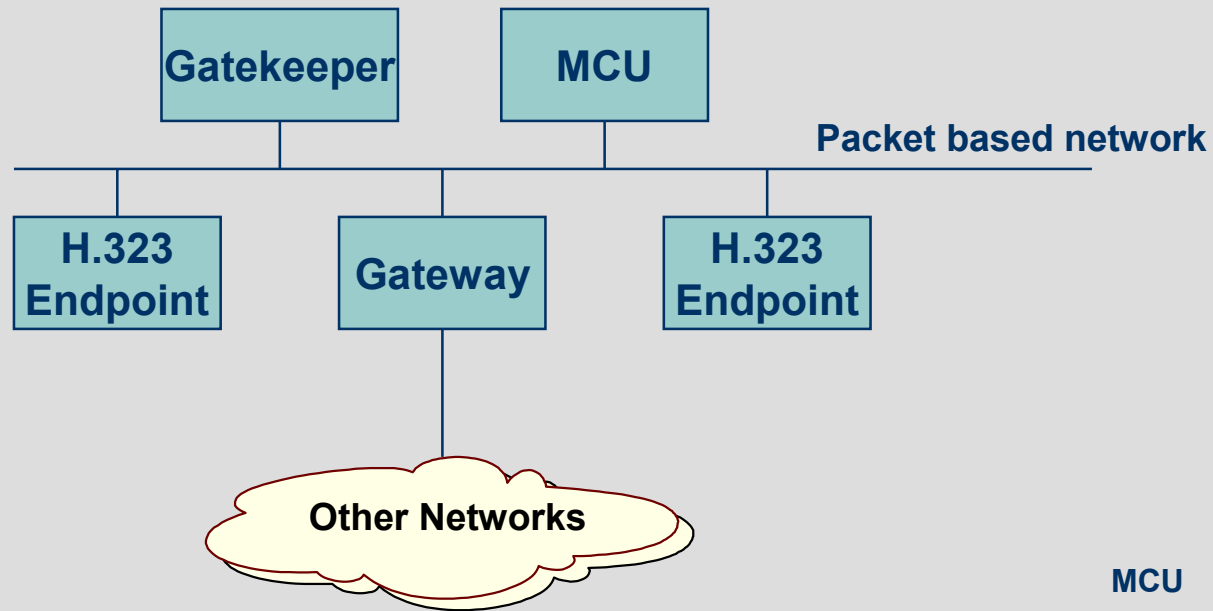 Gatekeeper
MCU
Packet based network
H.323
Endpoint
Gateway
H.323
Endpoint
Other Networks
MCU